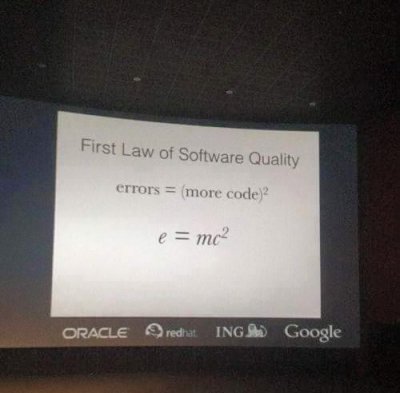 First Law of Software Quality
errors = (more code)²
e = mc²
ORACLE redhat ING Google